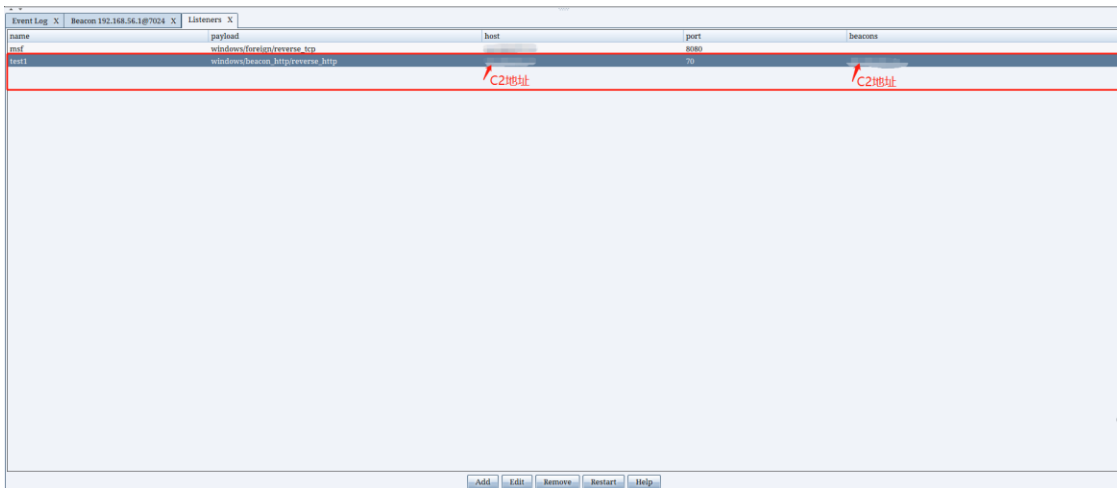 Event Log X Beacon 192.168.56.1@7024 X Listeners X
name payload host port beacons
msf windows/foreign/reverse_tcp 8080
test1 windows/beacon_http/reverse_http 70
C2地址 C2地址
Add Edit Remove Restart Help